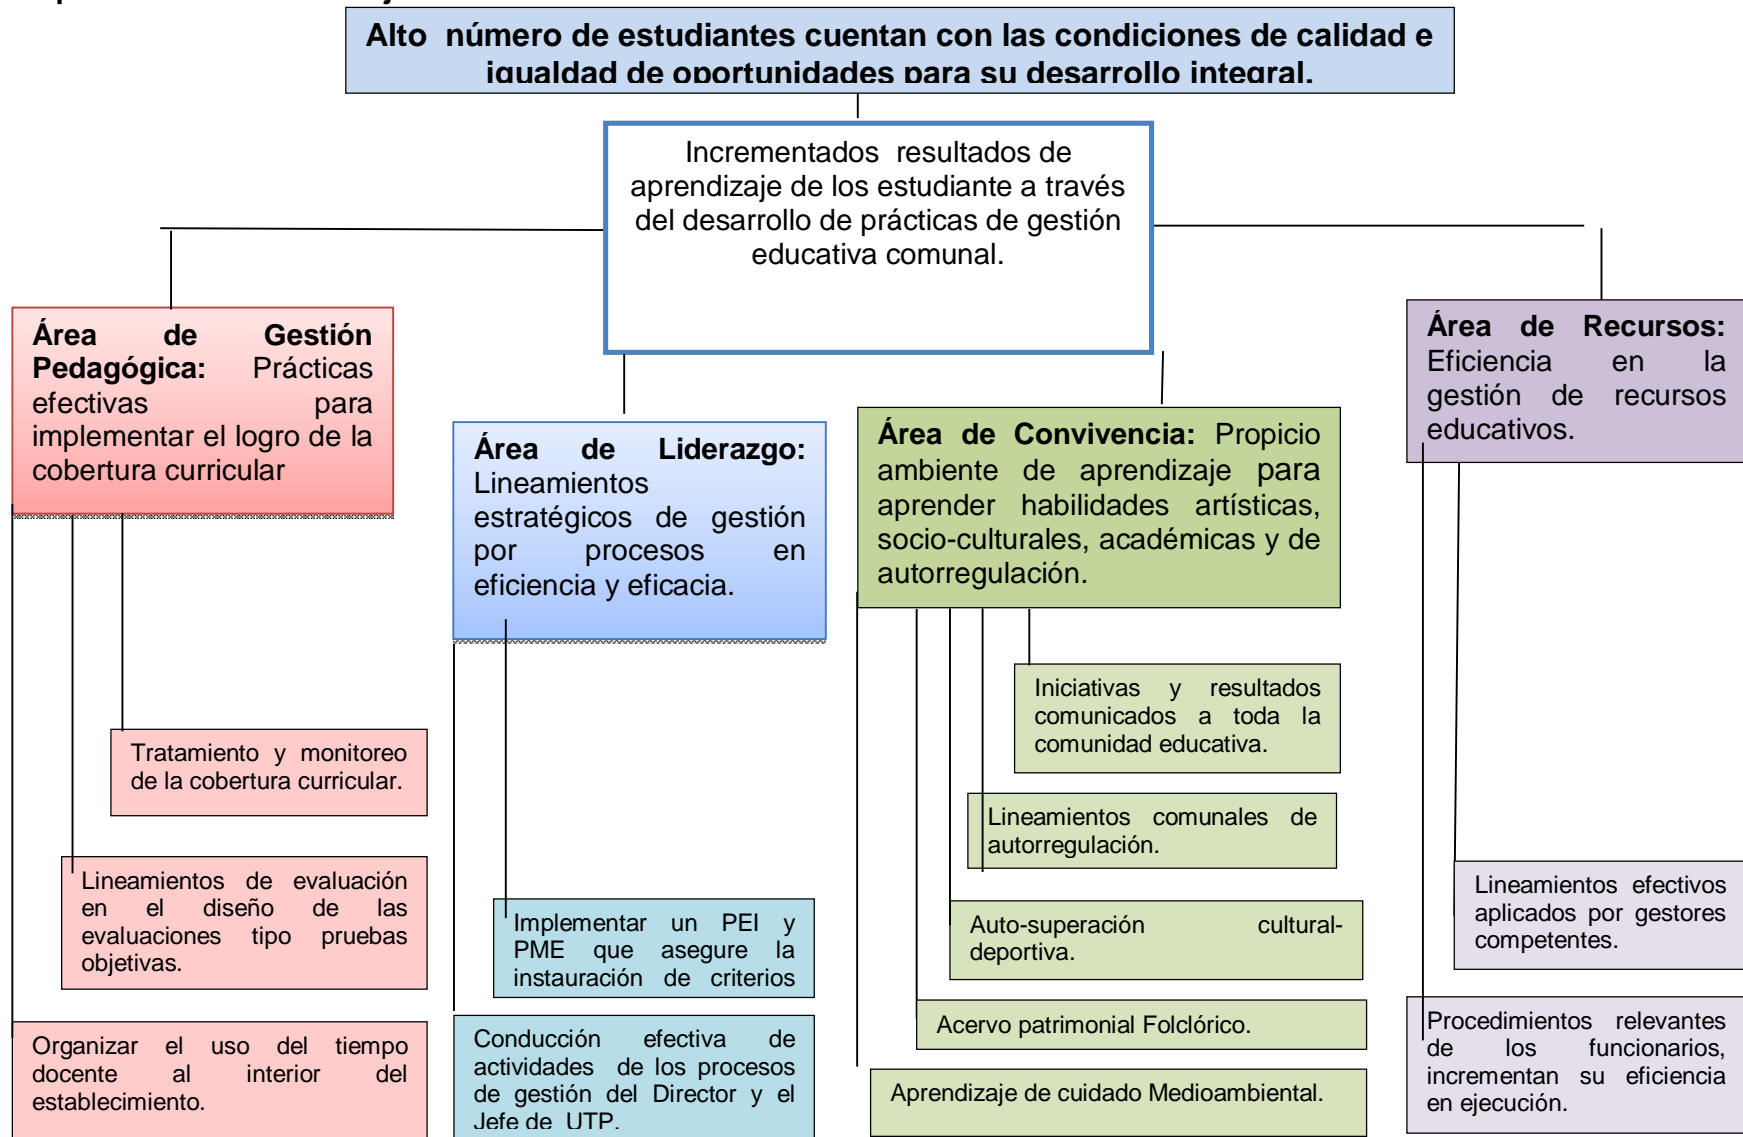 Alto número de estudiantes cuentan con las condiciones de calidad e
igualdad de oportunidades para su desarrollo integral.
Incrementados resultados de
aprendizaje de los estudiante a través
del desarrollo de prácticas de gestión
educativa comunal.
Área de Gestión
Pedagógica: Prácticas
efectivas para
implementar el logro de la
cobertura curricular
Área de Liderazgo:
Lineamientos
estratégicos de gestión
por procesos en
eficiencia y eficacia.
Área de Convivencia: Propicio
ambiente de aprendizaje para
aprender habilidades artísticas,
socio-culturales, académicas y de
autorregulación.
Área de Recursos:
Eficiencia en la
gestión de recursos
educativos.
Tratamiento y monitoreo
de la cobertura curricular.
Lineamientos de evaluación
en el diseño de las
evaluaciones tipo pruebas
objetivas.
Organizar el uso del tiempo
docente al interior del
establecimiento.
Implementar un PEI y
PME que asegure la
instauración de criterios
Conducción efectiva de
actividades de los procesos
de gestión del Director y el
Jefe de UTP.
Iniciativas y resultados
comunicados a toda la
comunidad educativa.
Lineamientos comunales de
autorregulación.
Auto-superación cultural-
deportiva.
Acervo patrimonial Folclórico.
Aprendizaje de cuidado Medioambiental.
Lineamientos efectivos
aplicados por gestores
competentes.
Procedimientos relevantes
de los funcionarios,
incrementan su eficiencia
en ejecución.